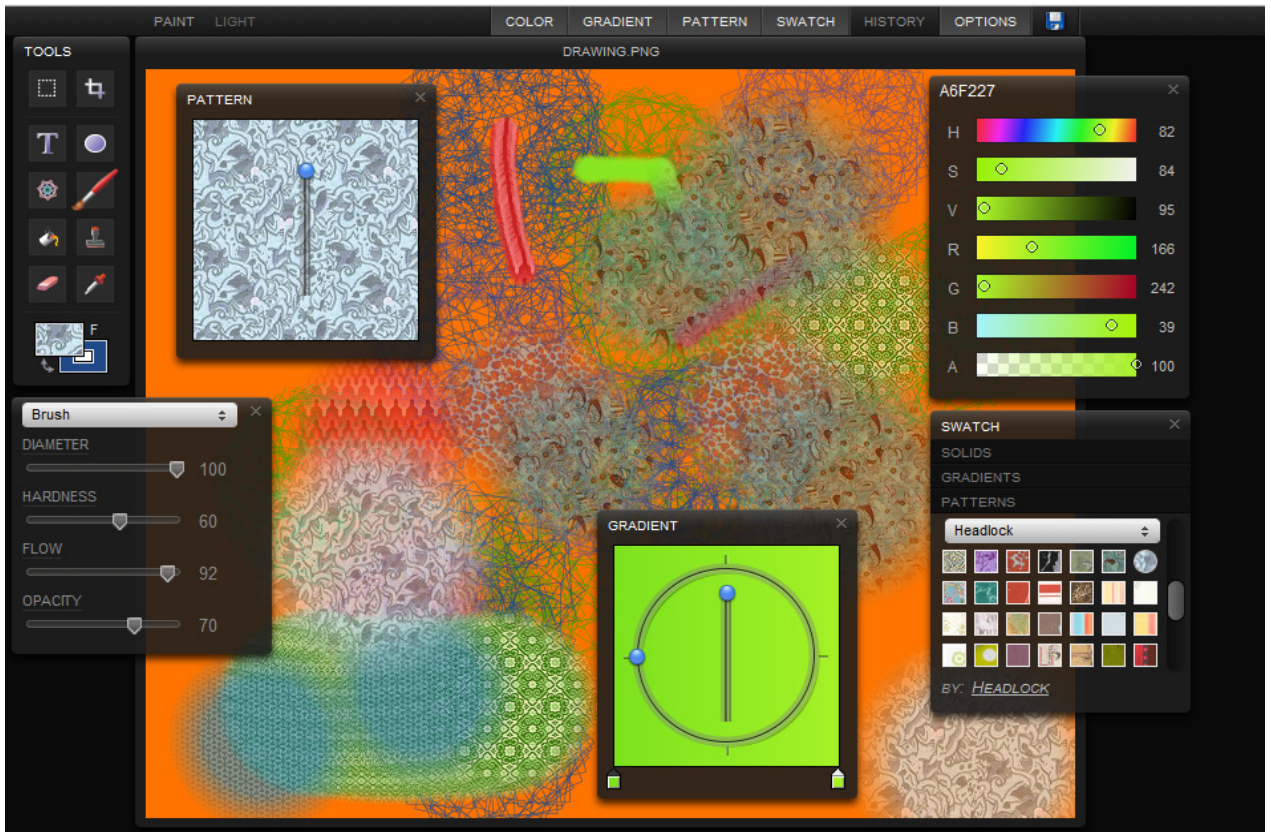 PAINT LIGHT COLOR GRADIENT PATTERN SWATCH HISTORY OPTIONS
TOOLS
DRAWING.PNG
T
F
PATTERN
A6F227
H 82
S 84
V 95
R 166
G 242
B 39
A 100
Brush
DIAMETER
100
HARDNESS
60
FLOW
92
OPACITY
70
GRADIENT
SWATCH
SOLIDS
GRADIENTS
PATTERNS
Headlock
BY: HEADLOCK